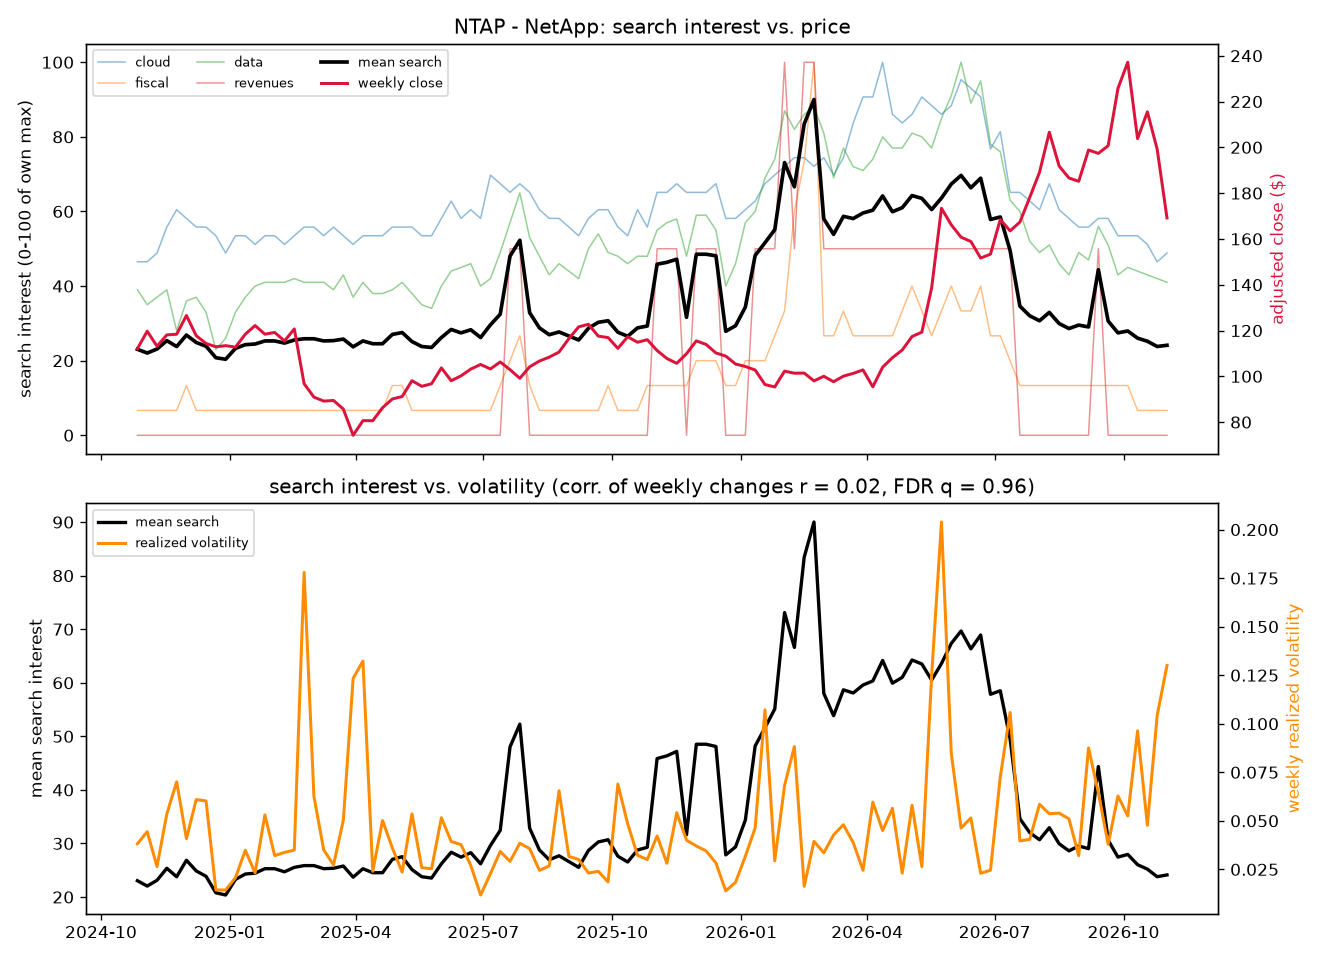 NTAP - NetApp: search interest vs. price
cloud
fiscal
data
revenues
mean search
weekly close
search interest (0-100 of own max)
100
80
60
40
20
0
adjusted close ($)
240
220
200
180
160
140
120
100
80
search interest vs. volatility (corr. of weekly changes r = 0.02, FDR q = 0.96)
mean search
realized volatility
mean search interest
90
80
70
60
50
40
30
20
weekly realized volatility
0.200
0.175
0.150
0.125
0.100
0.075
0.050
0.025
2024-10
2025-01
2025-04
2025-07
2025-10
2026-01
2026-04
2026-07
2026-10